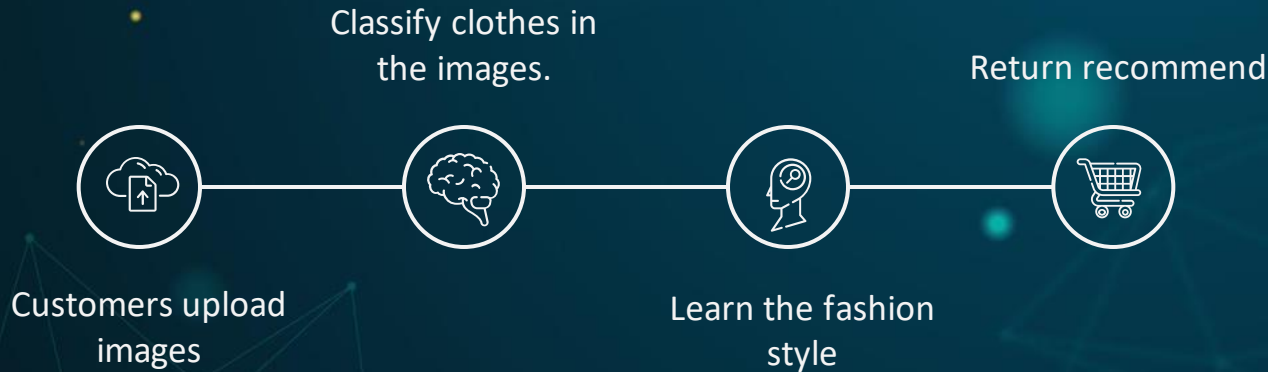 Customers upload
images
Classify clothes in
the images.
Learn the fashion
style
Return recommend